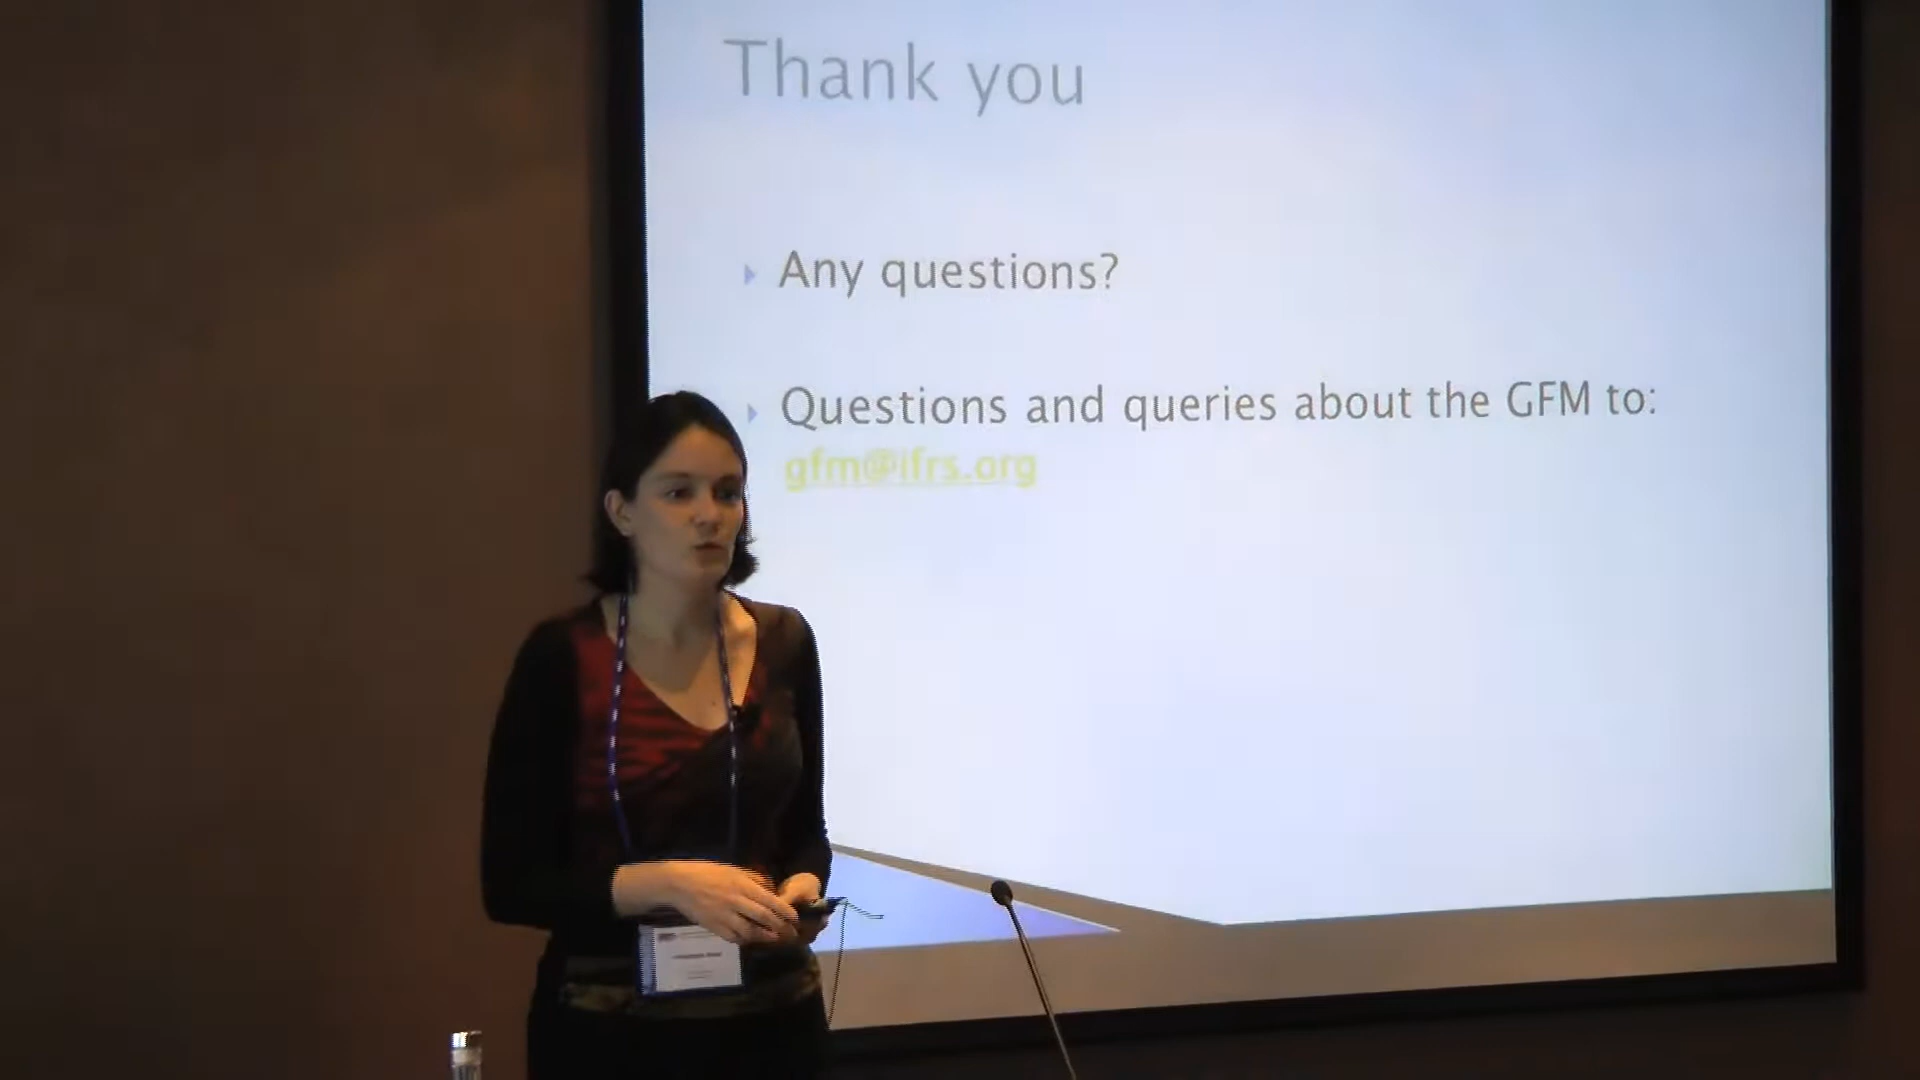 Thank you
Any questions?
Questions and queries about the GFM to:
gfm@ifrs.org